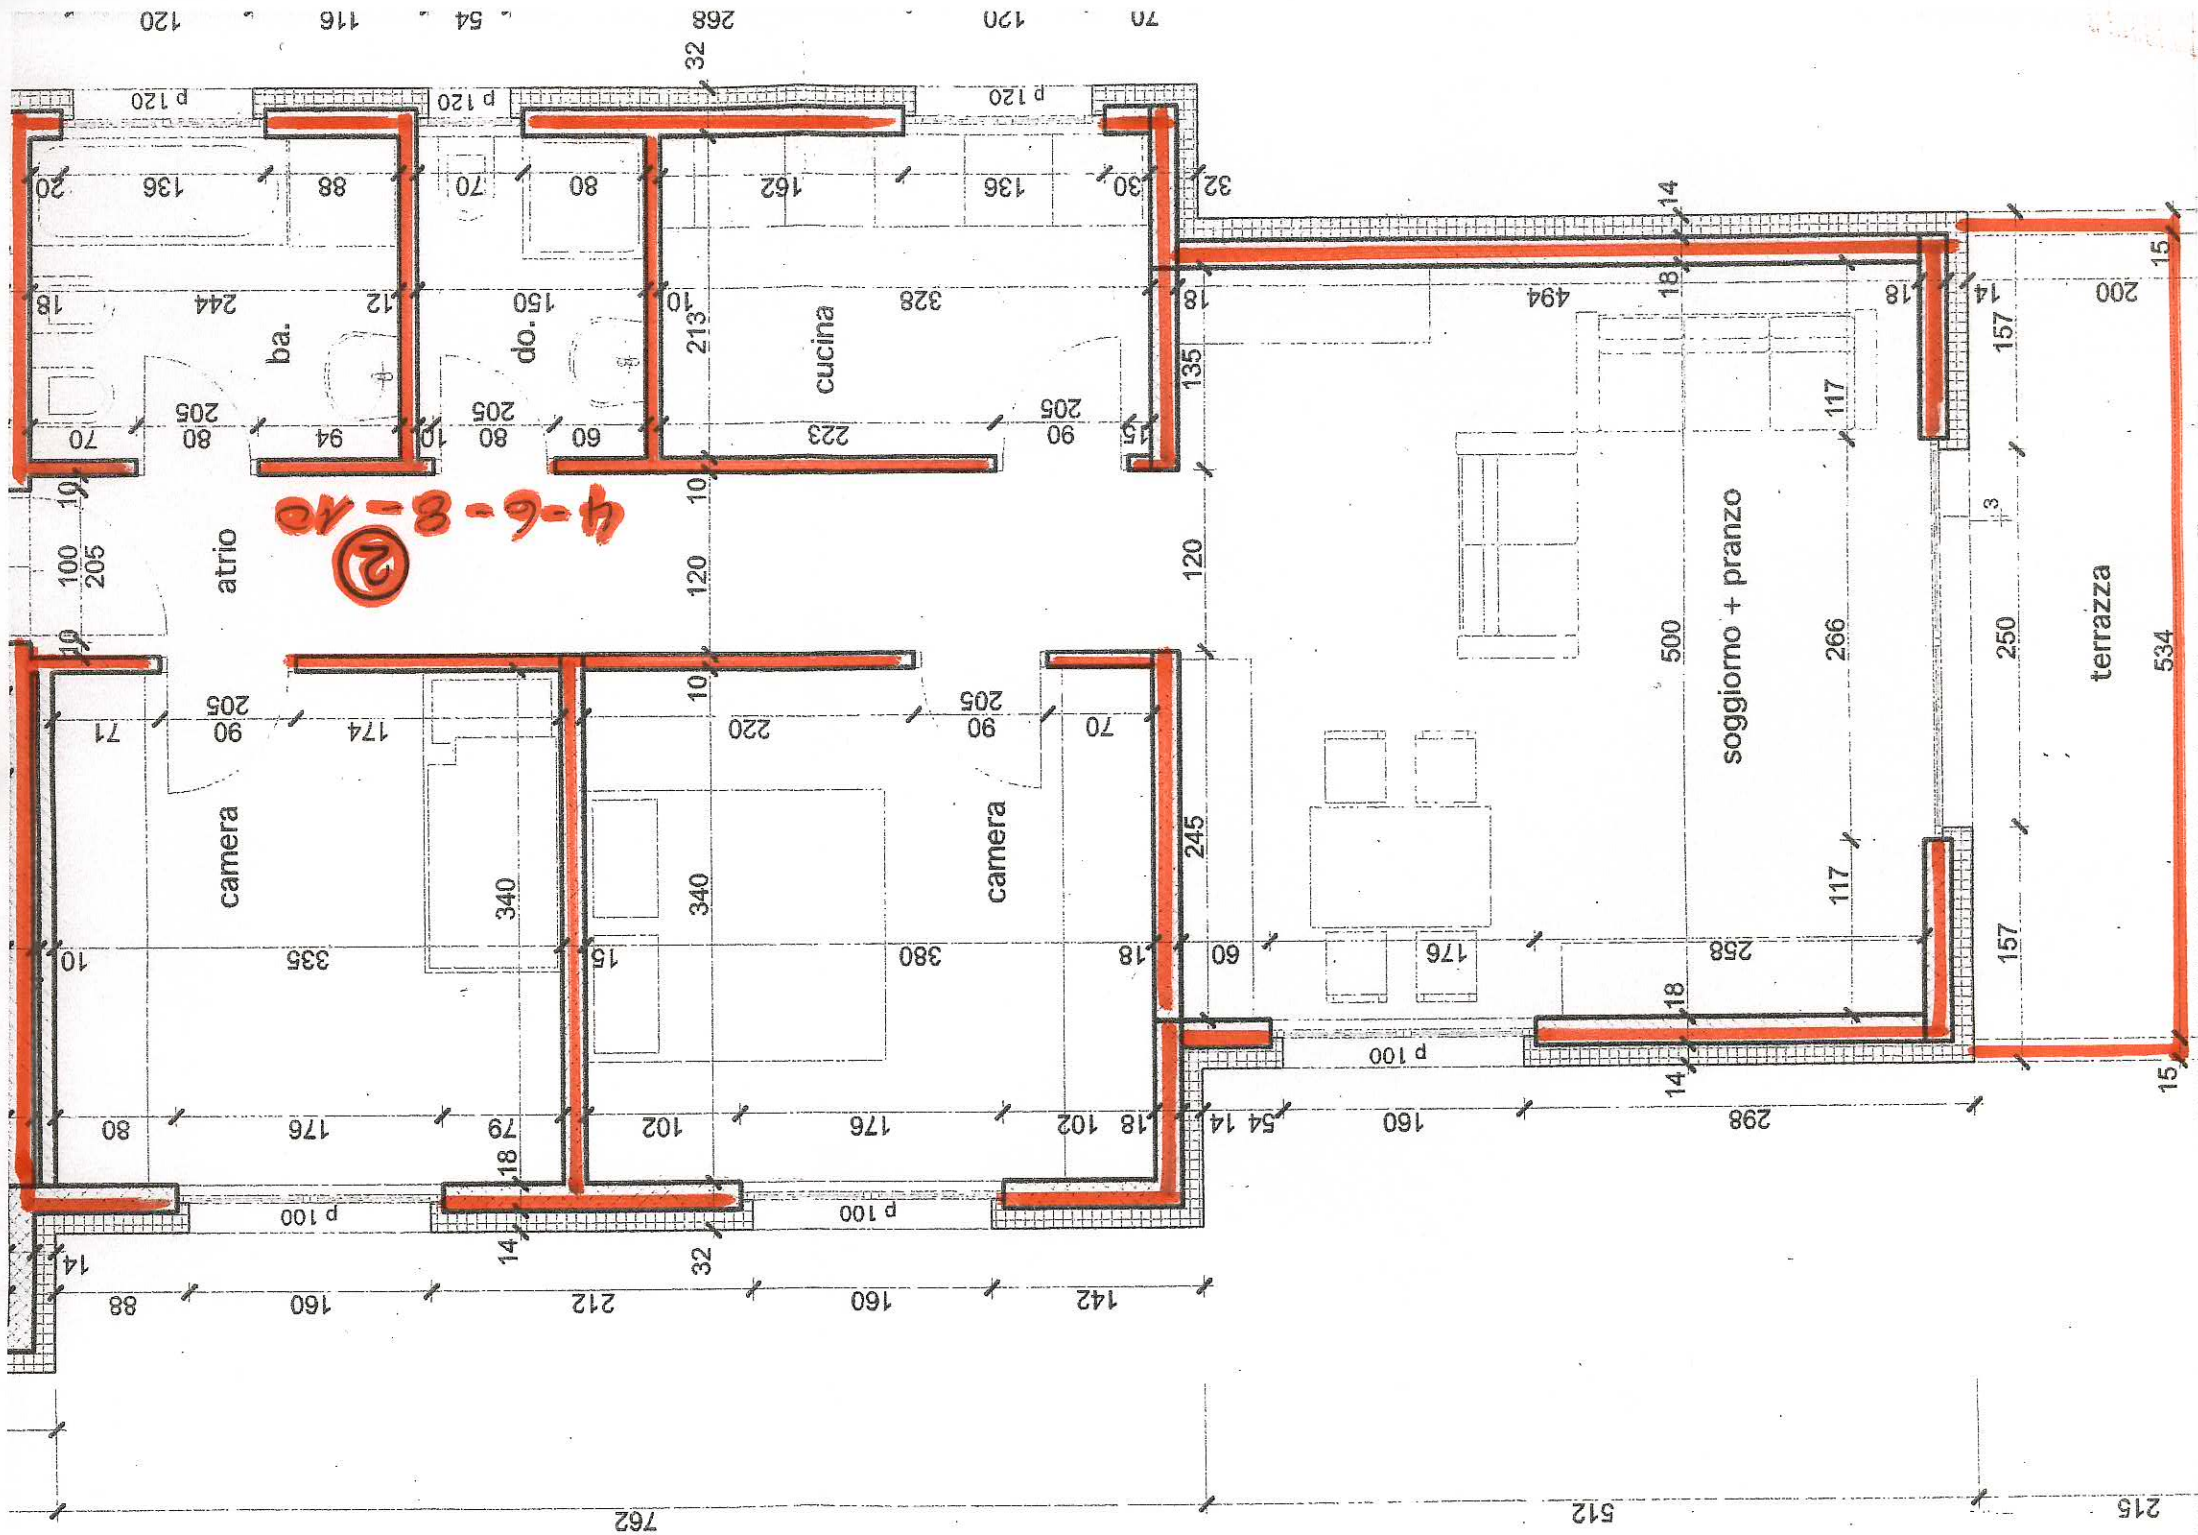 120 116 54 268 120 70
32
p 120 p 120 p 120
20 136 88 70 80 162 136 30 32
14
18 244 12 150 10 328 18 494 18 18 14 200 15
ba. do. 213 cucina 135 117 157
205 205 205
70 80 94 10 80 60 223 90 15
10 4-6-8-10 10
100 205 atrio 2 120 120 500 soggiorno + pranzo 266 3 250 terrazza 534
10 10
205 205
71 90 174 220 90 70
camera 340 340 camera 245 117 157
10 335 15 380 18 60 176 258
18
p 100
14 15
80 176 79 102 176 102 18 14 54 160 298
18
p 100 p 100
14 14 32
88 160 212 160 142
762 512 215